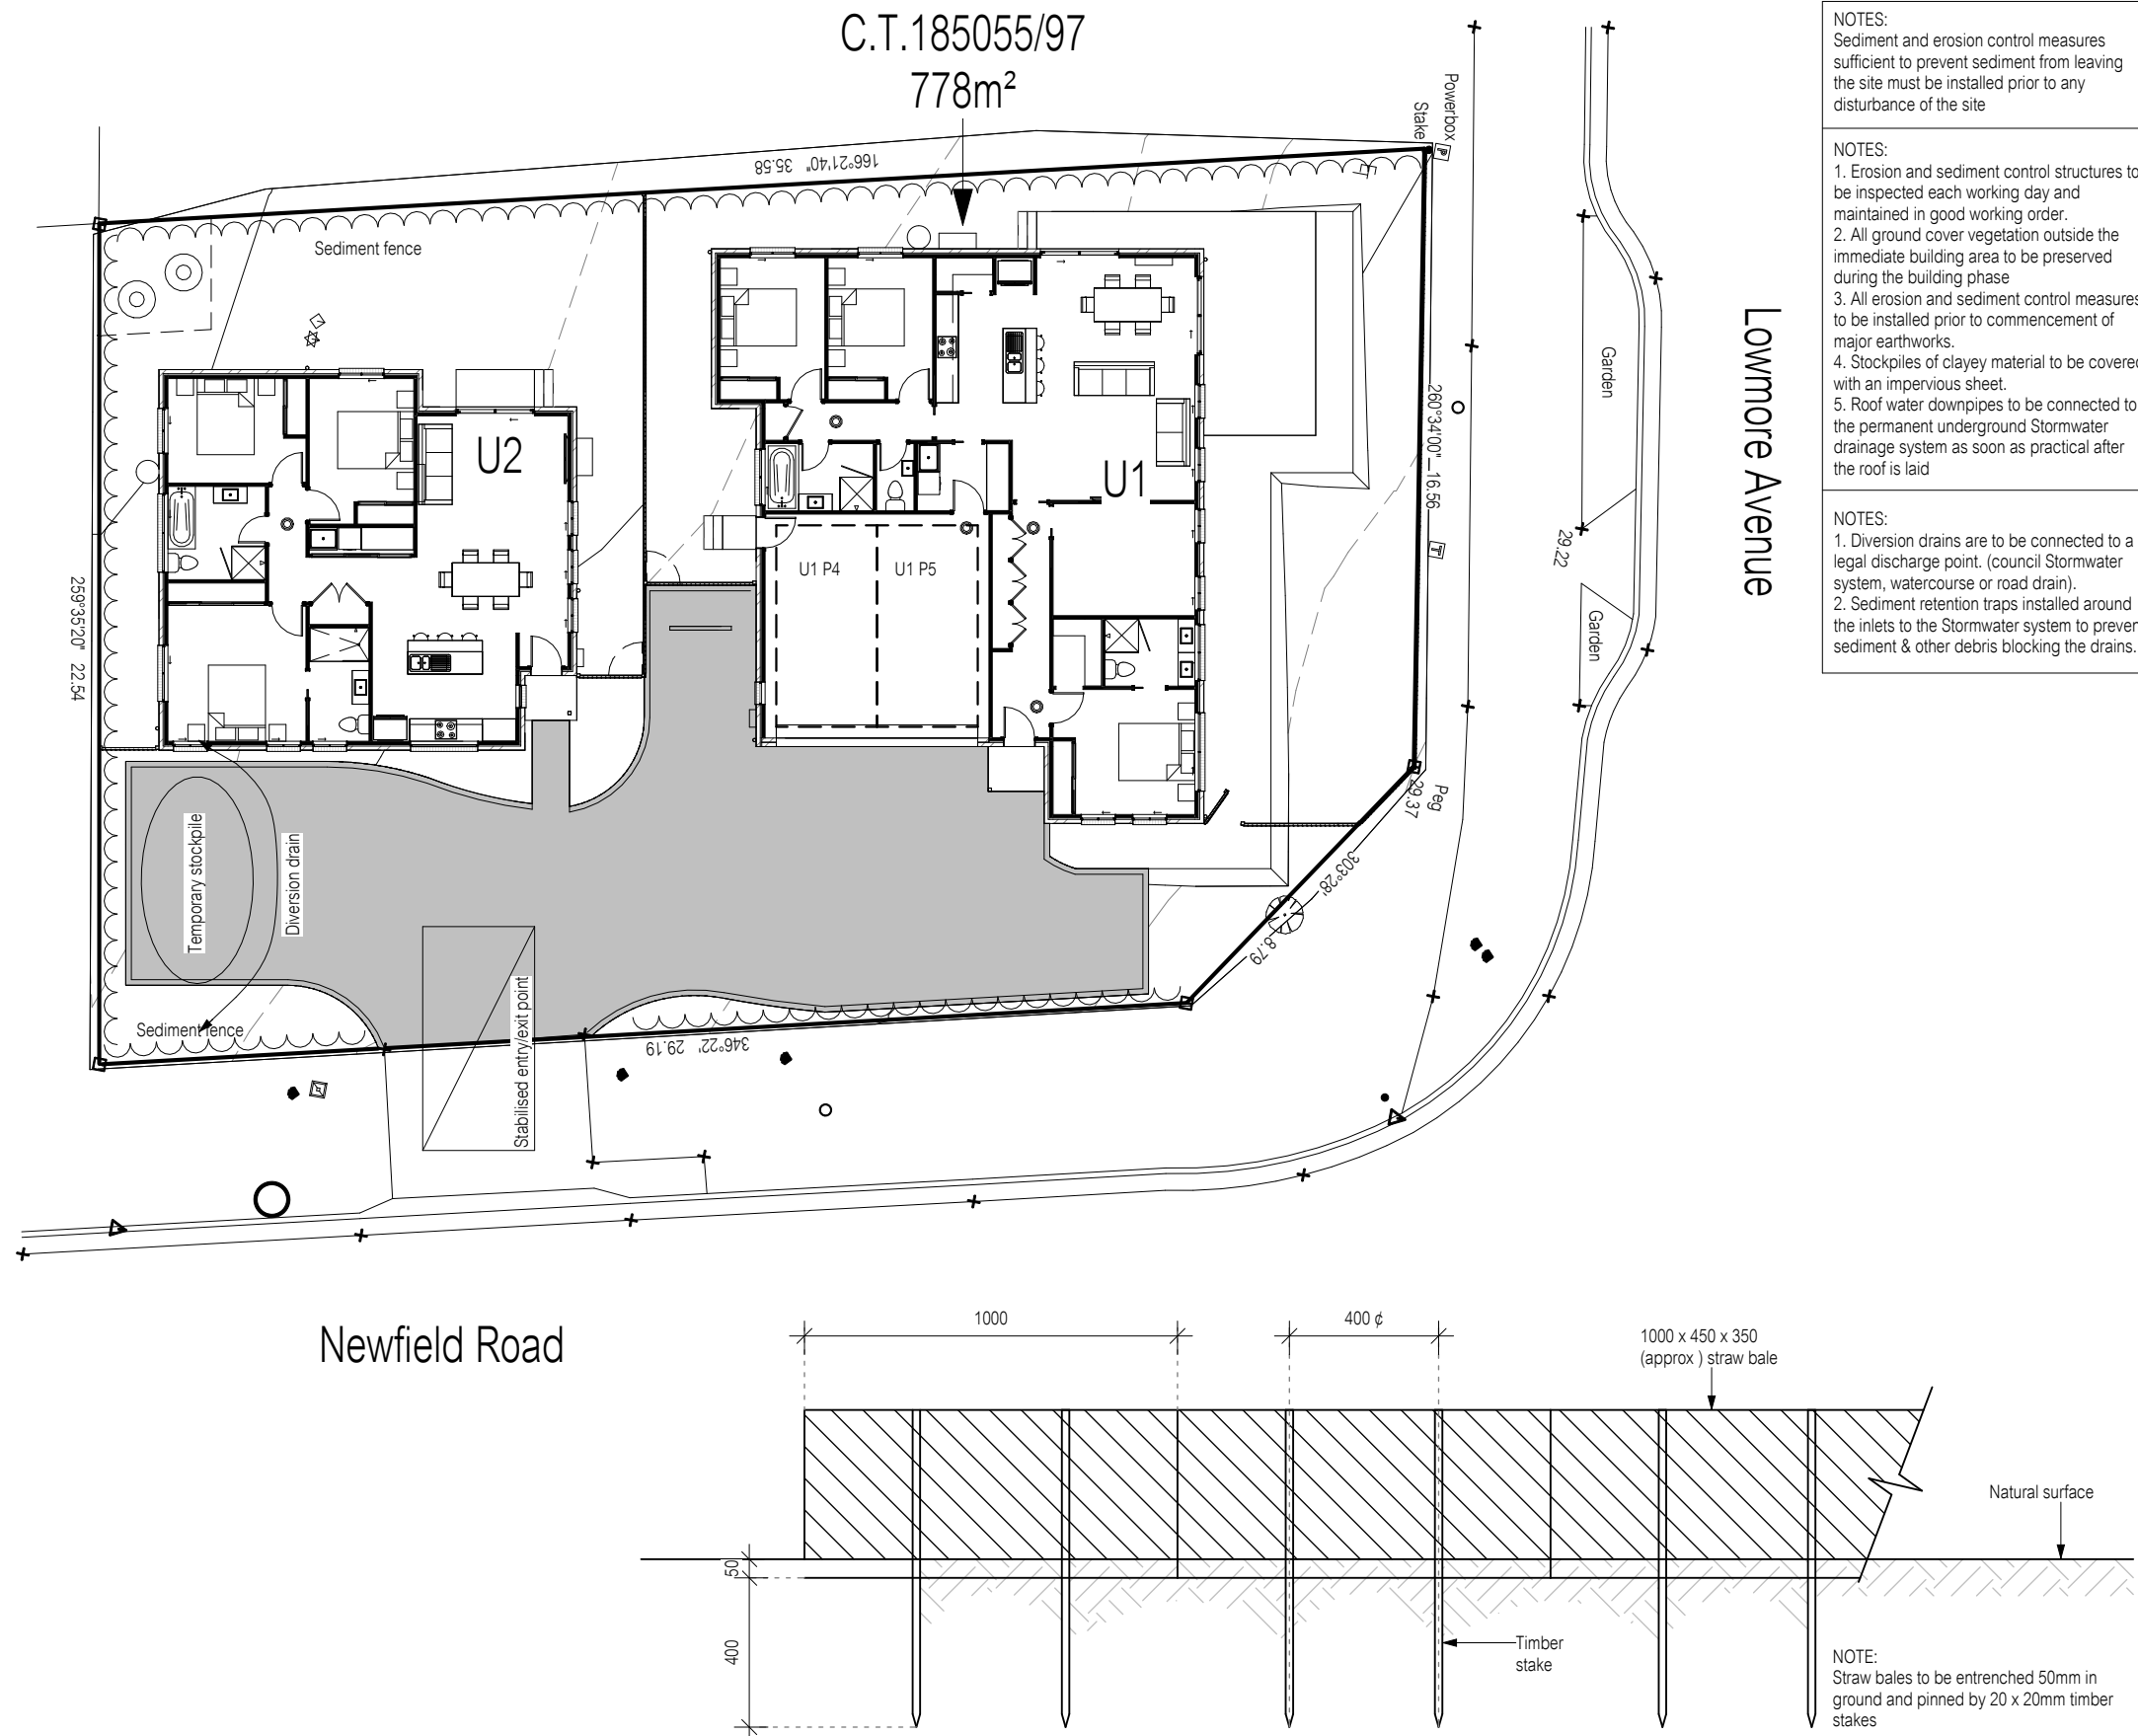 C.T.185055/97
778m²
NOTES:
Sediment and erosion control measures
sufficient to prevent sediment from leaving
the site must be installed prior to any
disturbance of the site
NOTES:
1. Erosion and sediment control structures to
be inspected each working day and
maintained in good working order.
2. All ground cover vegetation outside the
immediate building area to be preserved
during the building phase
3. All erosion and sediment control measures
to be installed prior to commencement of
major earthworks.
4. Stockpiles of clayey material to be covered
with an impervious sheet.
5. Roof water downpipes to be connected to
the permanent underground Stormwater
drainage system as soon as practical after
the roof is laid
NOTES:
1. Diversion drains are to be connected to a
legal discharge point. (council Stormwater
system, watercourse or road drain).
2. Sediment retention traps installed around
the inlets to the Stormwater system to preven
sediment & other debris blocking the drains.
Powerbox
Stake
P
166°21'40" 35.58
Sediment fence
U2
U1
U1 P4
U1 P5
260°34'00" 16.56
T
Garden
29.22
Garden
Lowmore Avenue
259°35'20" 22.54
Peg
29.37
303°28'
8.79
Temporary stockpile
Diversion drain
Stabilised entry/exit point
Sediment fence
346°22' 29.19
Newfield Road
1000
400 ¢
1000 x 450 x 350
(approx ) straw bale
Natural surface
50
400
Timber
stake
NOTE:
Straw bales to be entrenched 50mm in
ground and pinned by 20 x 20mm timber
stakes